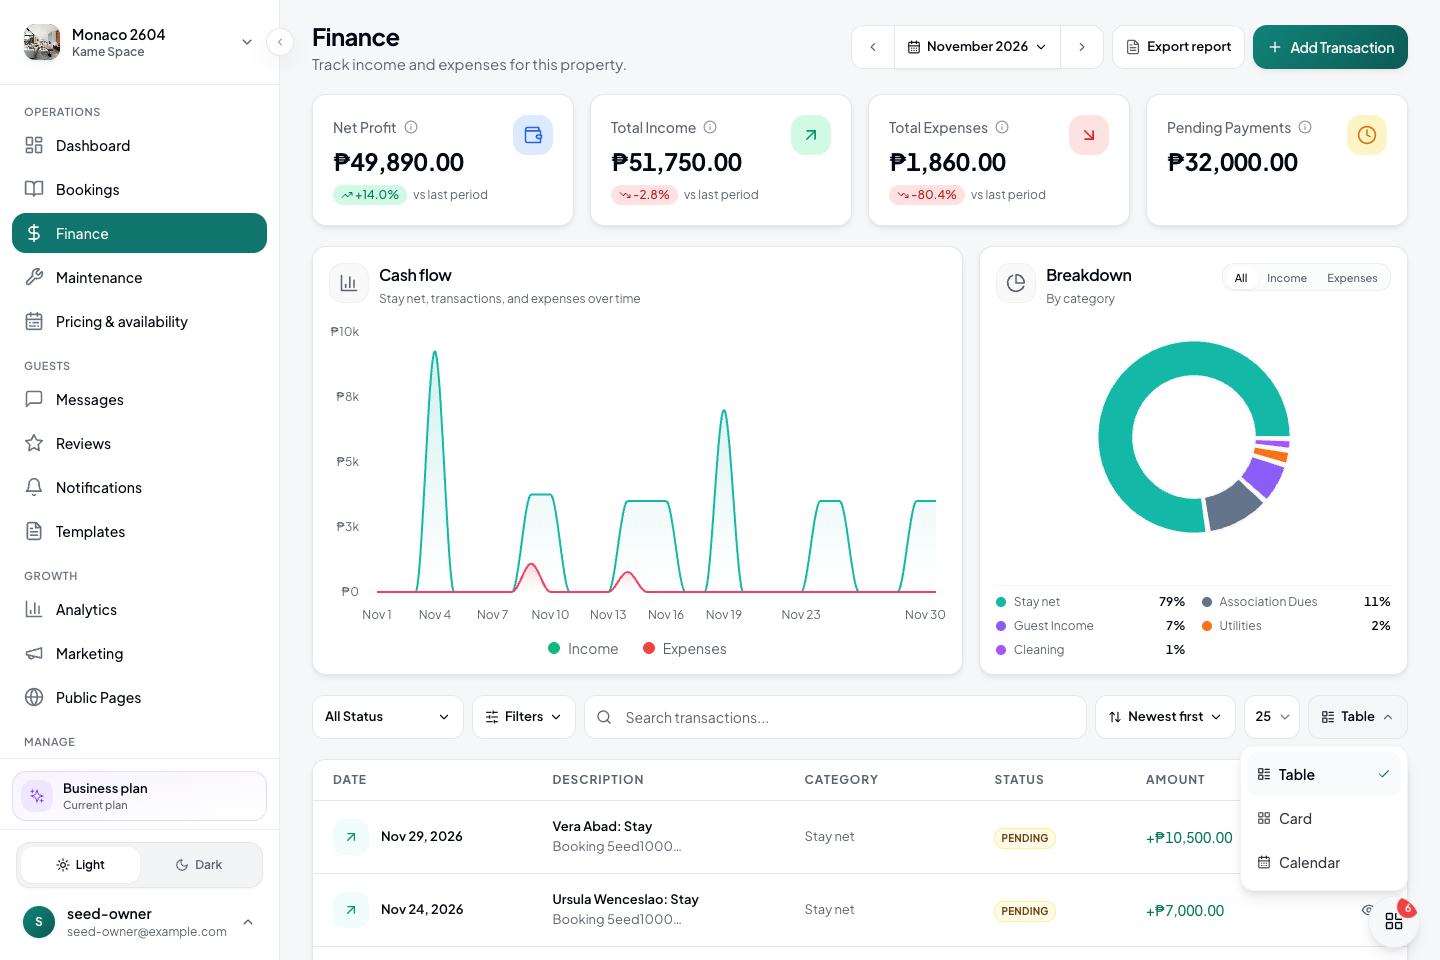 Monaco 2604
Kame Space
OPERATIONS
Dashboard
Bookings
Finance
Maintenance
Pricing & availability
GUESTS
Messages
Reviews
Notifications
Templates
GROWTH
Analytics
Marketing
Public Pages
MANAGE
Business plan
Current plan
Light
Dark
S
seed-owner
seed-owner@example.com
Finance
Track income and expenses for this property.
November 2026
Export report
Add Transaction
Net Profit
₱49,890.00
+14.0% vs last period
Total Income
₱51,750.00
-2.8% vs last period
Total Expenses
₱1,860.00
-80.4% vs last period
Pending Payments
₱32,000.00
Cash flow
Stay net, transactions, and expenses over time
₱10k
₱8k
₱5k
₱3k
₱0
Nov 1 Nov 4 Nov 7 Nov 10 Nov 13 Nov 16 Nov 19 Nov 23 Nov 30
Income Expenses
Breakdown
By category
All Income Expenses
Stay net 79% Association Dues 11%
Guest Income 7% Utilities 2%
Cleaning 1%
All Status
Filters
Search transactions...
Newest first
25
Table
DATE DESCRIPTION CATEGORY STATUS AMOUNT
Nov 29, 2026 Vera Abad: Stay Stay net PENDING +₱10,500.00
Booking 5eed1000...
Nov 24, 2026 Ursula Wenceslao: Stay Stay net PENDING +₱7,000.00
Booking 5eed1000...
Table
Card
Calendar
6